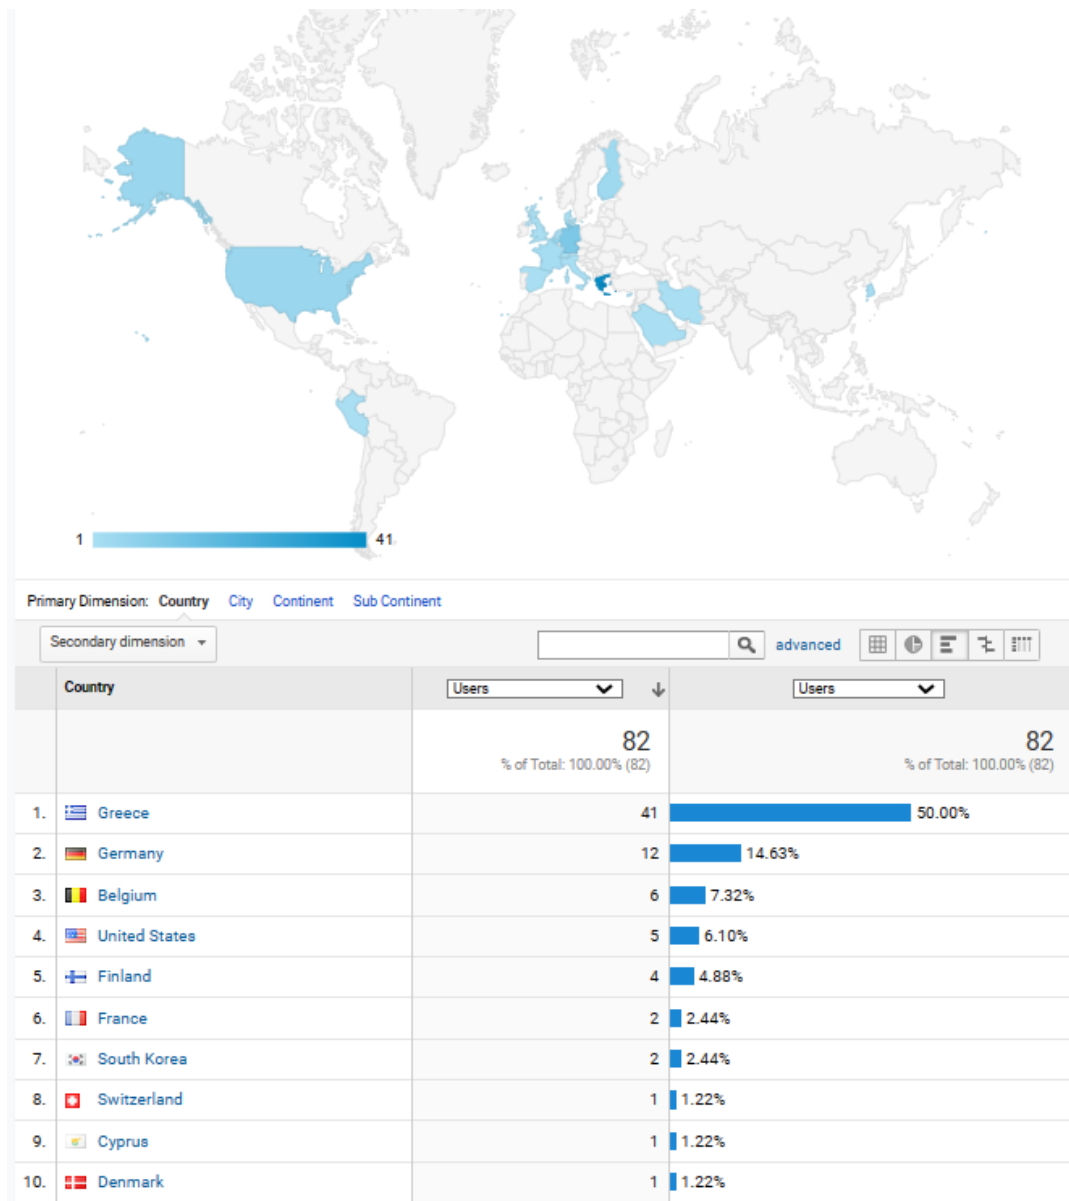 1 41
Primary Dimension: Country City Continent Sub Continent
Secondary dimension advanced
Country Users Users
82 82
% of Total: 100.00% (82) % of Total: 100.00% (82)
1. Greece 41 50.00%
2. Germany 12 14.63%
3. Belgium 6 7.32%
4. United States 5 6.10%
5. Finland 4 4.88%
6. France 2 2.44%
7. South Korea 2 2.44%
8. Switzerland 1 1.22%
9. Cyprus 1 1.22%
10. Denmark 1 1.22%